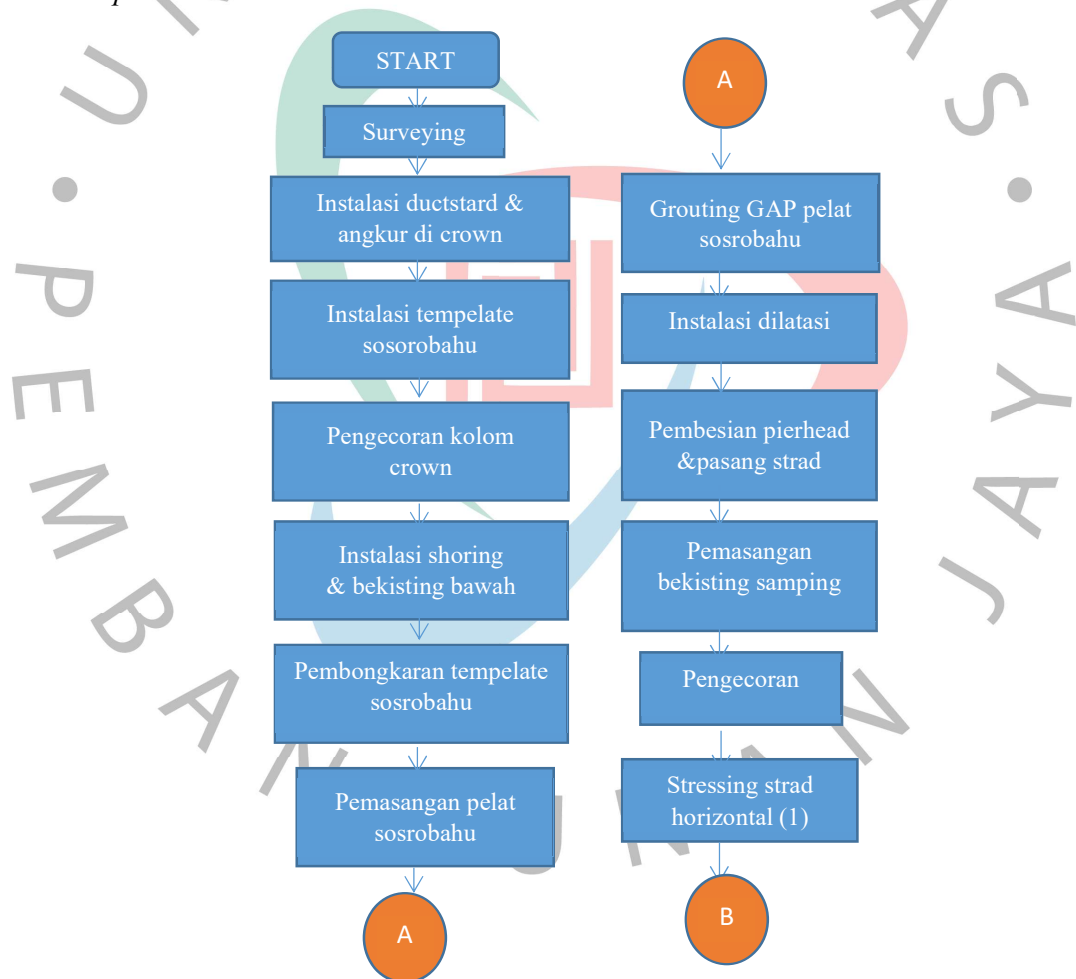 START
Surveying
Instalasi ductstard &
angkur di crown
Instalasi tempelate
sosorobahu
Pengecoran kolom
crown
Instalasi shoring
& bekisting bawah
Pembongkaran tempelate
sosrobahu
Pemasangan pelat
sosrobahu
A
A
Grouting GAP pelat
sosrobahu
Instalasi dilatasi
Pembesian pierhead
&pasang strad
Pemasangan
bekisting samping
Pengecoran
Stressing strad
horizontal (1)
B